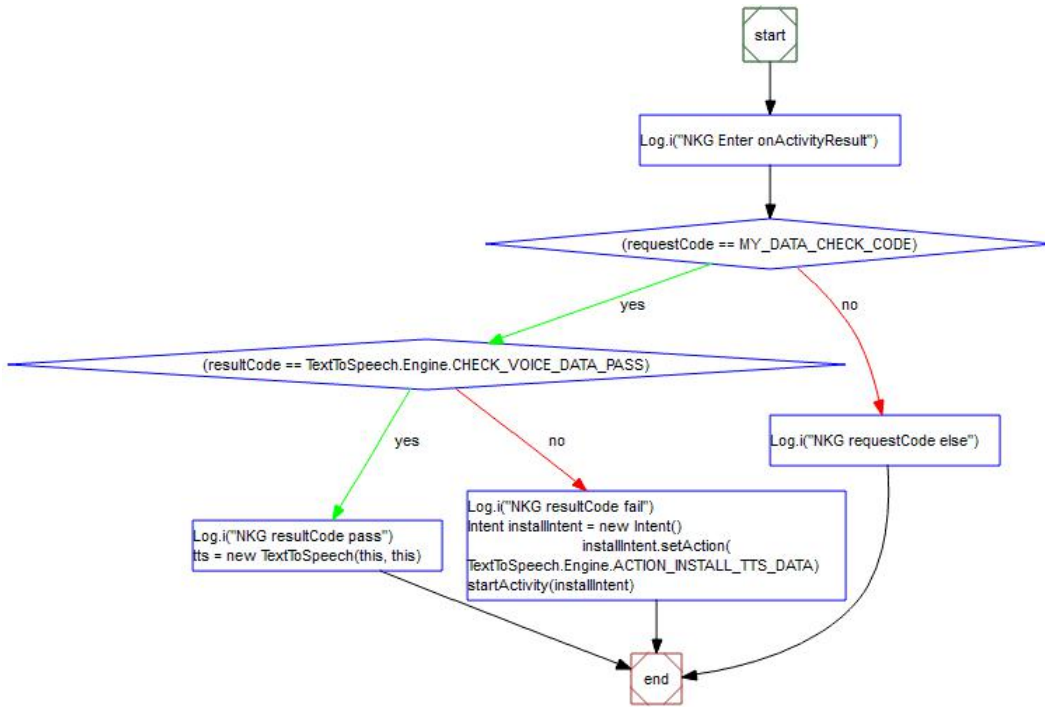 start
Log.i("NKG Enter onActivityResult")
(requestCode == MY_DATA_CHECK_CODE)
yes
no
(resultCode == TextToSpeech.Engine.CHECK_VOICE_DATA_PASS)
yes
no
Log.i("NKG requestCode else")
Log.i("NKG resultCode pass")
tts = new TextToSpeech(this, this)
Log.i("NKG resultCode fail")
Intent installIntent = new Intent()
installIntent.setAction(
TextToSpeech.Engine.ACTION_INSTALL_TTS_DATA)
startActivity(installIntent)
end